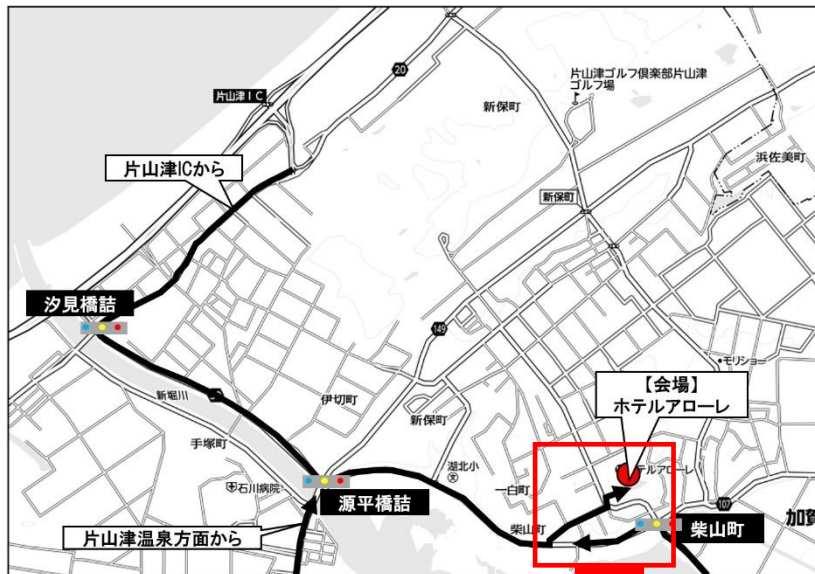 20
片山津IC
片山津ゴルフ倶楽部片山津
ゴルフ場
新保町
浜佐美町
片山津ICから
新保町
汐見橋詰
149
モリショー
【会場】
ホテルアローレ
新堀川
伊切町
新保町
手塚町
湖北小
文
テルアローレ
石川病院
一白町
源平橋詰
107
加賀
柴山町
柴山町
片山津温泉方面から